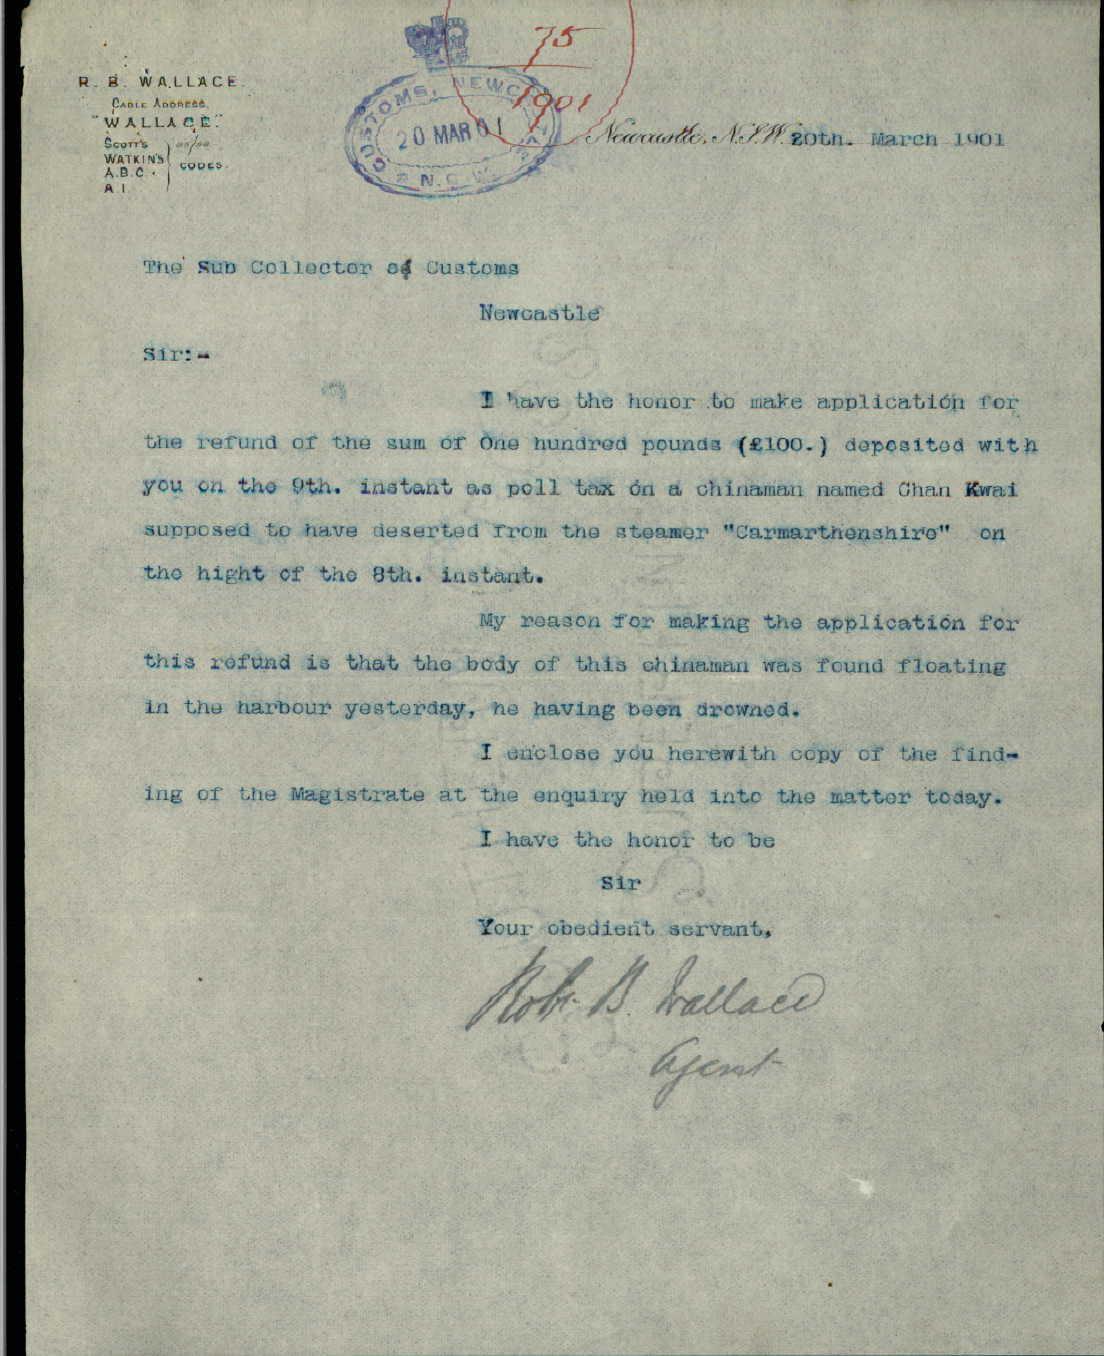 75
1901
R. B. WALLACE.
CABLE ADDRESS.
"WALLACE."
SCOTT'S
WATKIN'S
A.B.C.
A.I.
CODES.
CUSTOMS, NEWCASTLE
20 MAR 01
N.S.W.
Newcastle, N.S.W. 20th. March 1901
The Sub Collector of Customs
Newcastle
Sir:-
I have the honor to make application for
the refund of the sum of One hundred pounds (£100.) deposited with
you on the 9th. instant as poll tax on a chinaman named Chan Kwai
supposed to have deserted from the steamer "Carmarthenshire" on
the hight of the 8th. instant.
My reason for making the application for
this refund is that the body of this chinaman was found floating
in the harbour yesterday, he having been drowned.
I enclose you herewith copy of the find-
ing of the Magistrate at the enquiry held into the matter today.
I have the honor to be
Sir
Your obedient servant,
Robt. B. Wallace
Agent